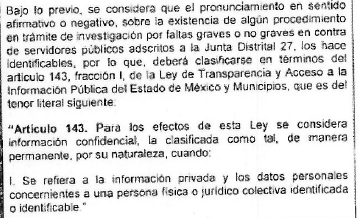 Bajo lo previo, se considera que el pronunciamiento en sentido
afirmativo o negativo, sobre la existencia de algún procedimiento
en trámite de investigación por faltas graves o no graves en contra
de servidores públicos adscritos a la Junta Distrital 27, los hace
identificables, por lo que, deberá clasificarse en términos del
artículo 143, fracción I, de la Ley de Transparencia y Acceso a la
Información Pública del Estado de México y Municipios, que es del
tenor literal siguiente:
"Artículo 143. Para los efectos de esta Ley se considera
información confidencial, la clasificada como tal, de manera
permanente, por su naturaleza, cuando:
I. Se refiera a la información privada y los datos personales
concernientes a una persona física o jurídico colectiva identificada
o identificable."